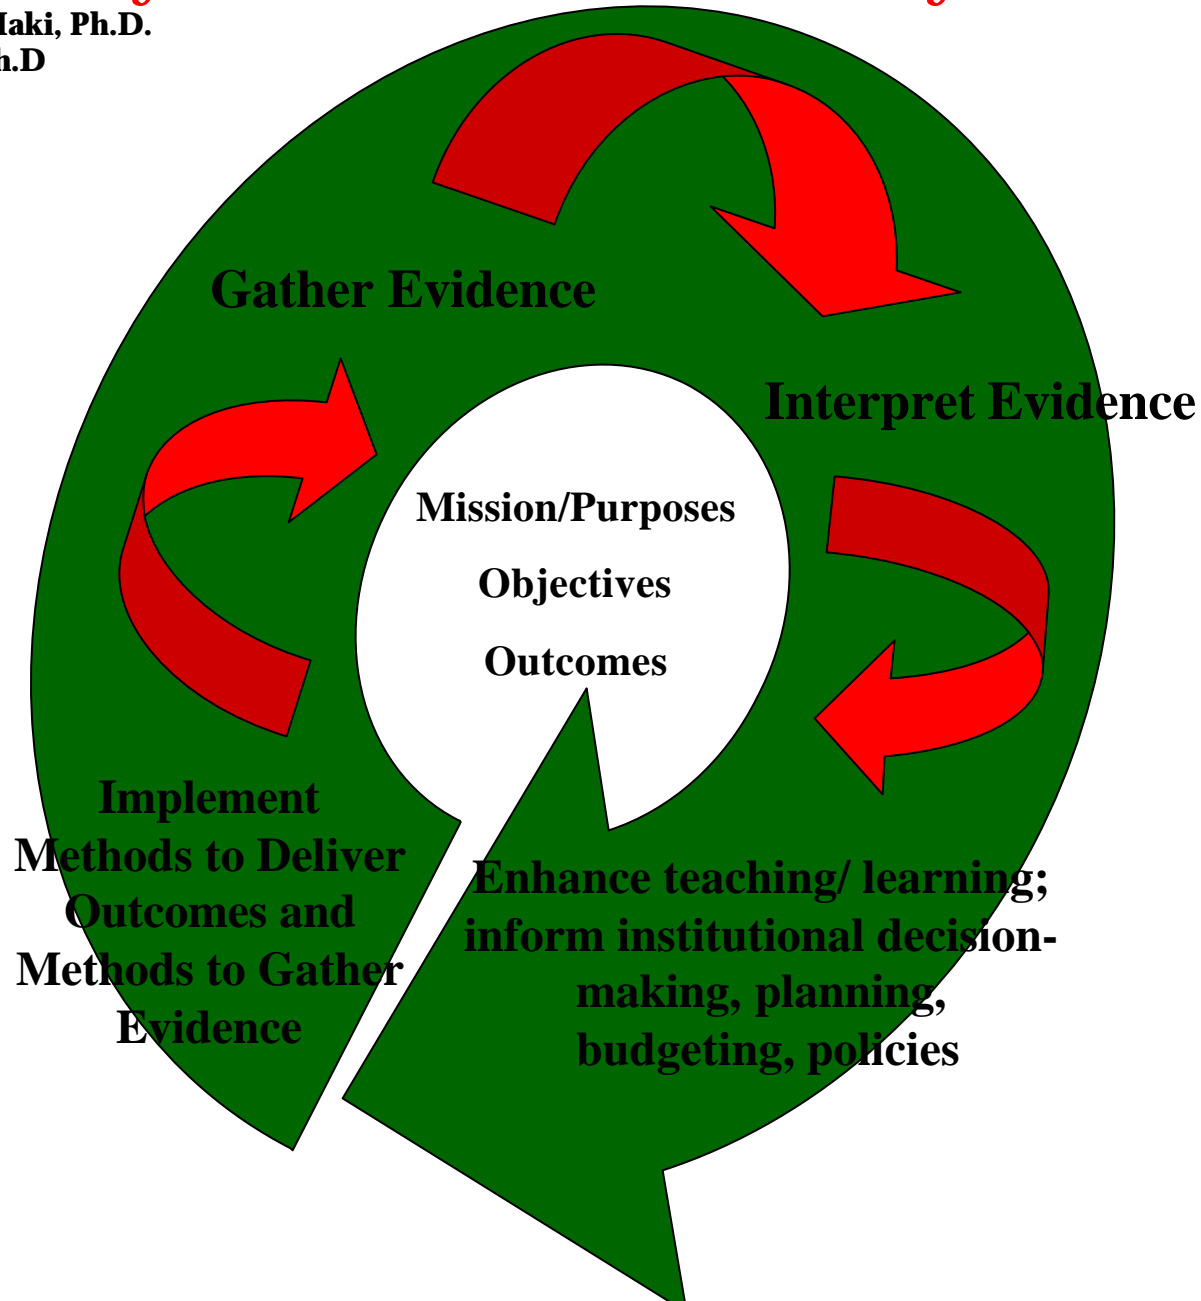 Ph.D.
Gather Evidence
Interpret Evidence
Mission/Purposes
Objectives
Outcomes
Implement
Methods to Deliver
Outcomes and
Methods to Gather
Evidence
Enhance teaching/ learning;
inform institutional decision-
making, planning,
budgeting, policies